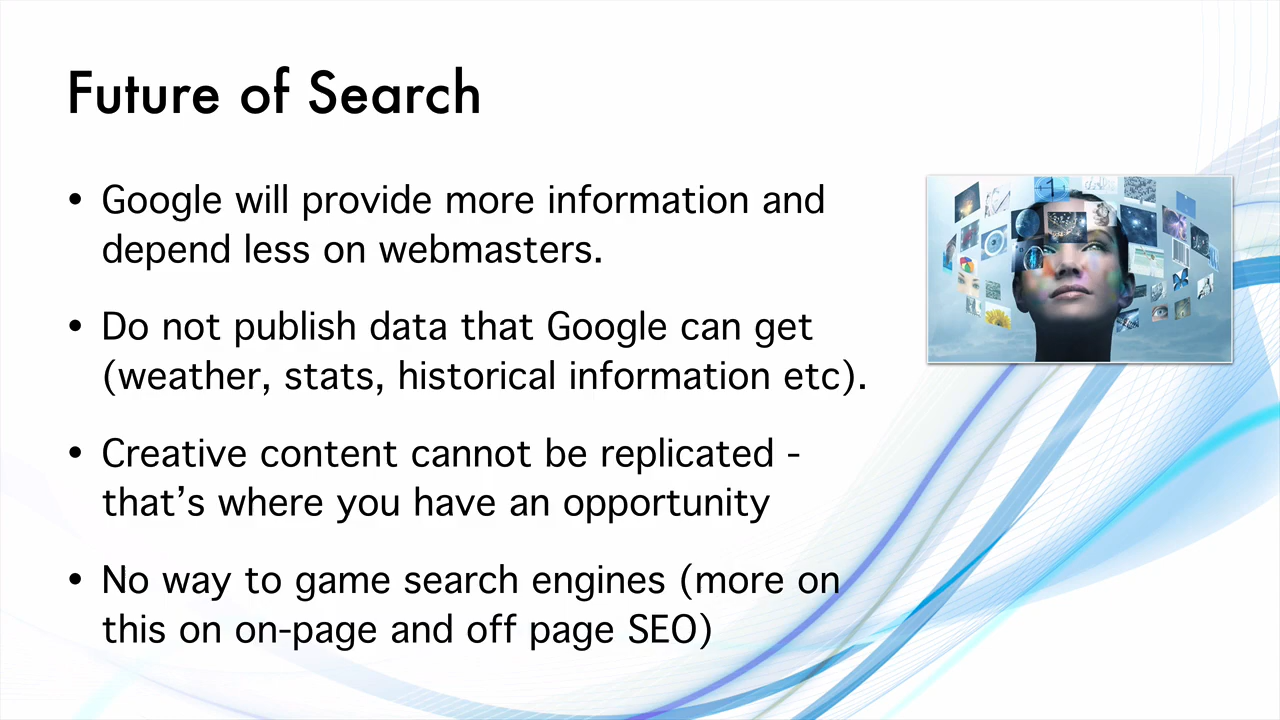 Future of Search
• Google will provide more information and
depend less on webmasters.
• Do not publish data that Google can get
(weather, stats, historical information etc).
• Creative content cannot be replicated -
that’s where you have an opportunity
• No way to game search engines (more on
this on on-page and off page SEO)